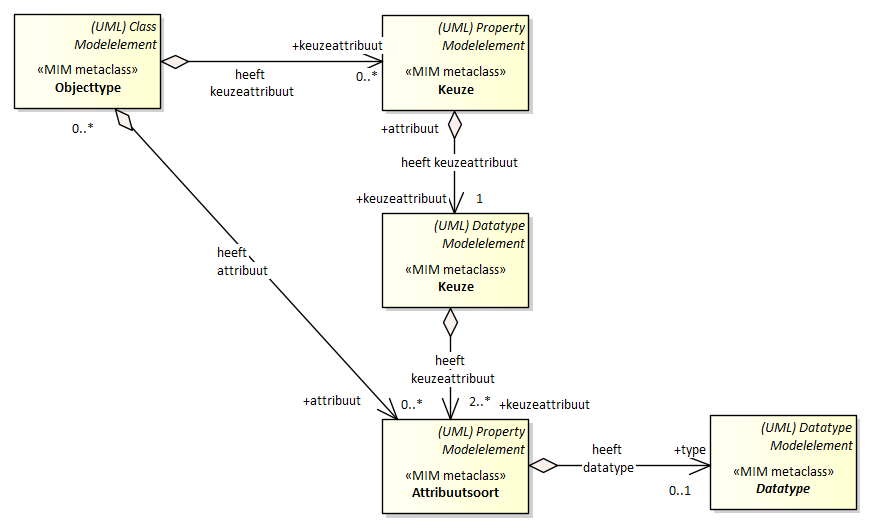 (UML) Class
Modelelement
«MIM metaclass»
Objecttype
+keuzeattribuut
0..*
heeft
keuzeattribuut
(UML) Property
Modelelement
«MIM metaclass»
Keuze
0..*
+attribuut
heeft keuzeattribuut
+keuzeattribuut
1
(UML) Datatype
Modelelement
«MIM metaclass»
Keuze
heeft
attribuut
heeft
keuzeattribuut
+attribuut
0..*
2..*
+keuzeattribuut
(UML) Property
Modelelement
«MIM metaclass»
Attribuutsoort
heeft
datatype
+type
0..1
(UML) Datatype
Modelelement
«MIM metaclass»
Datatype